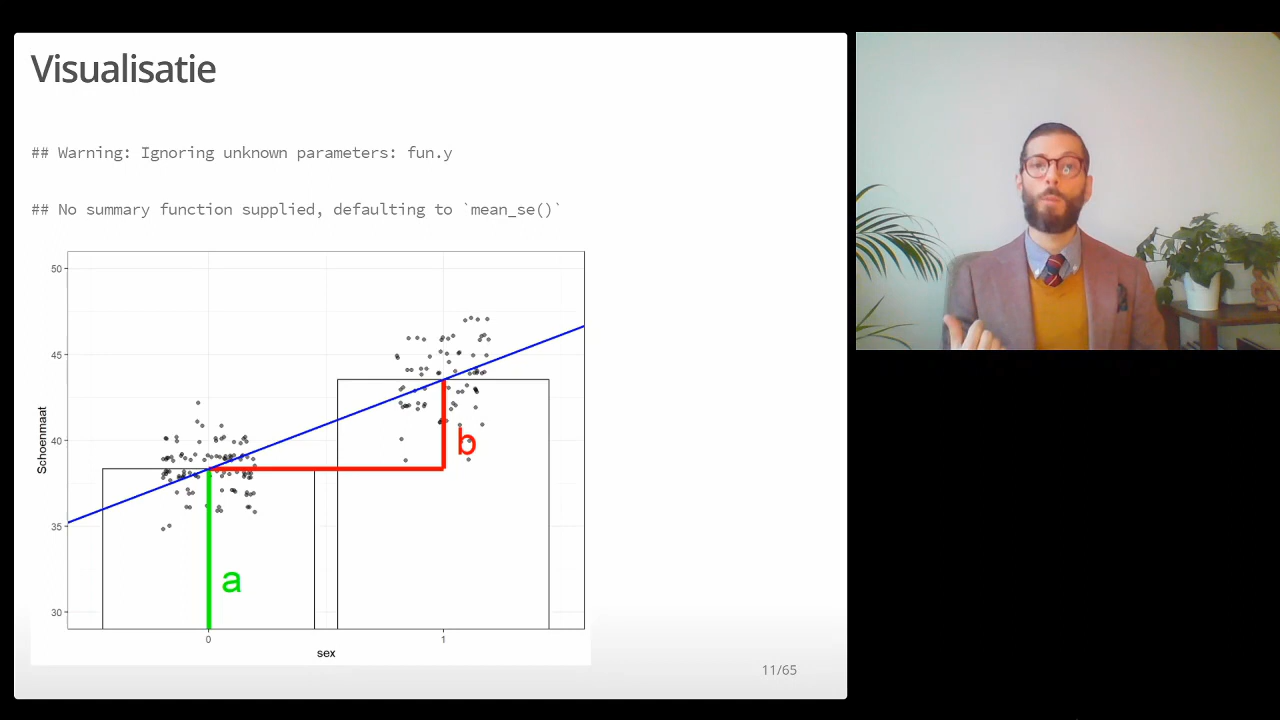 Visualisatie
## Warning: Ignoring unknown parameters: fun.y
## No summary function supplied, defaulting to `mean_se()`
50
45
40
35
30
Schoenmaat
a
b
0
1
sex
11/65